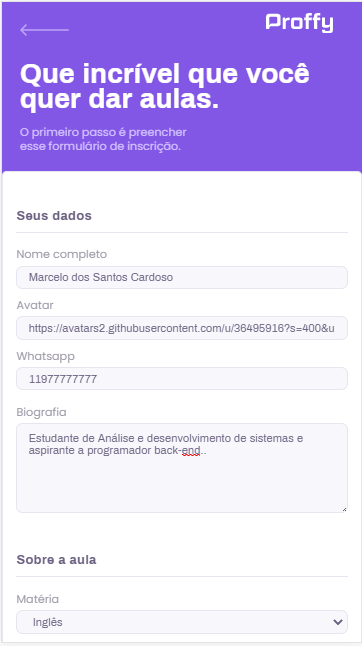 Proffy
Que incrível que você
quer dar aulas.
O primeiro passo é preencher
esse formulário de inscrição.
Seus dados
Nome completo
Marcelo dos Santos Cardoso
Avatar
https://avatars2.githubusercontent.com/u/36495916?s=400&u
Whatsapp
11977777777
Biografia
Estudante de Análise e desenvolvimento de sistemas e
aspirante a programador back-end..
Sobre a aula
Matéria
Inglês